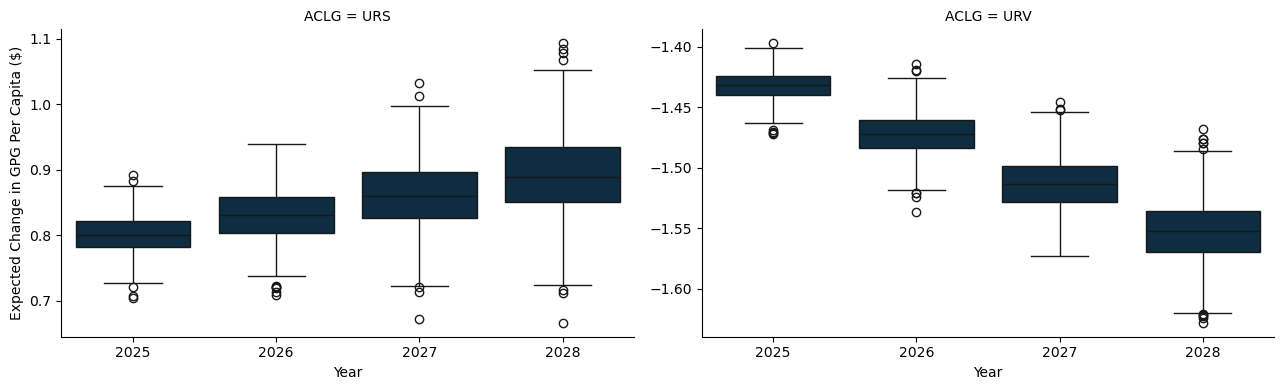 ACLG = URS
Expected Change in GPG Per Capita ($)
1.1
1.0
0.9
0.8
0.7
2025 2026 2027 2028
Year
ACLG = URV
−1.40
−1.45
−1.50
−1.55
−1.60
2025 2026 2027 2028
Year